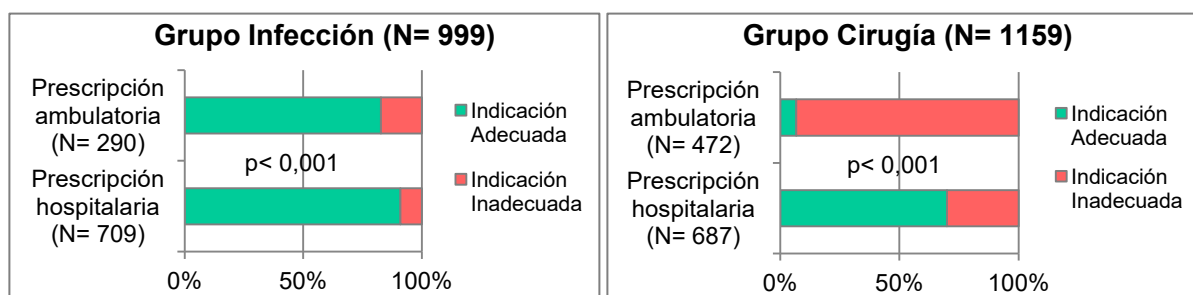 Grupo Infección (N= 999)
Prescripción
ambulatoria
(N= 290)
p< 0,001
Prescripción
hospitalaria
(N= 709)
0%
50%
100%
Indicación
Adecuada
Indicación
Inadecuada
Grupo Cirugía (N= 1159)
Prescripción
ambulatoria
(N= 472)
p< 0,001
Prescripción
hospitalaria
(N= 687)
0%
50%
100%
Indicación
Adecuada
Indicación
Inadecuada